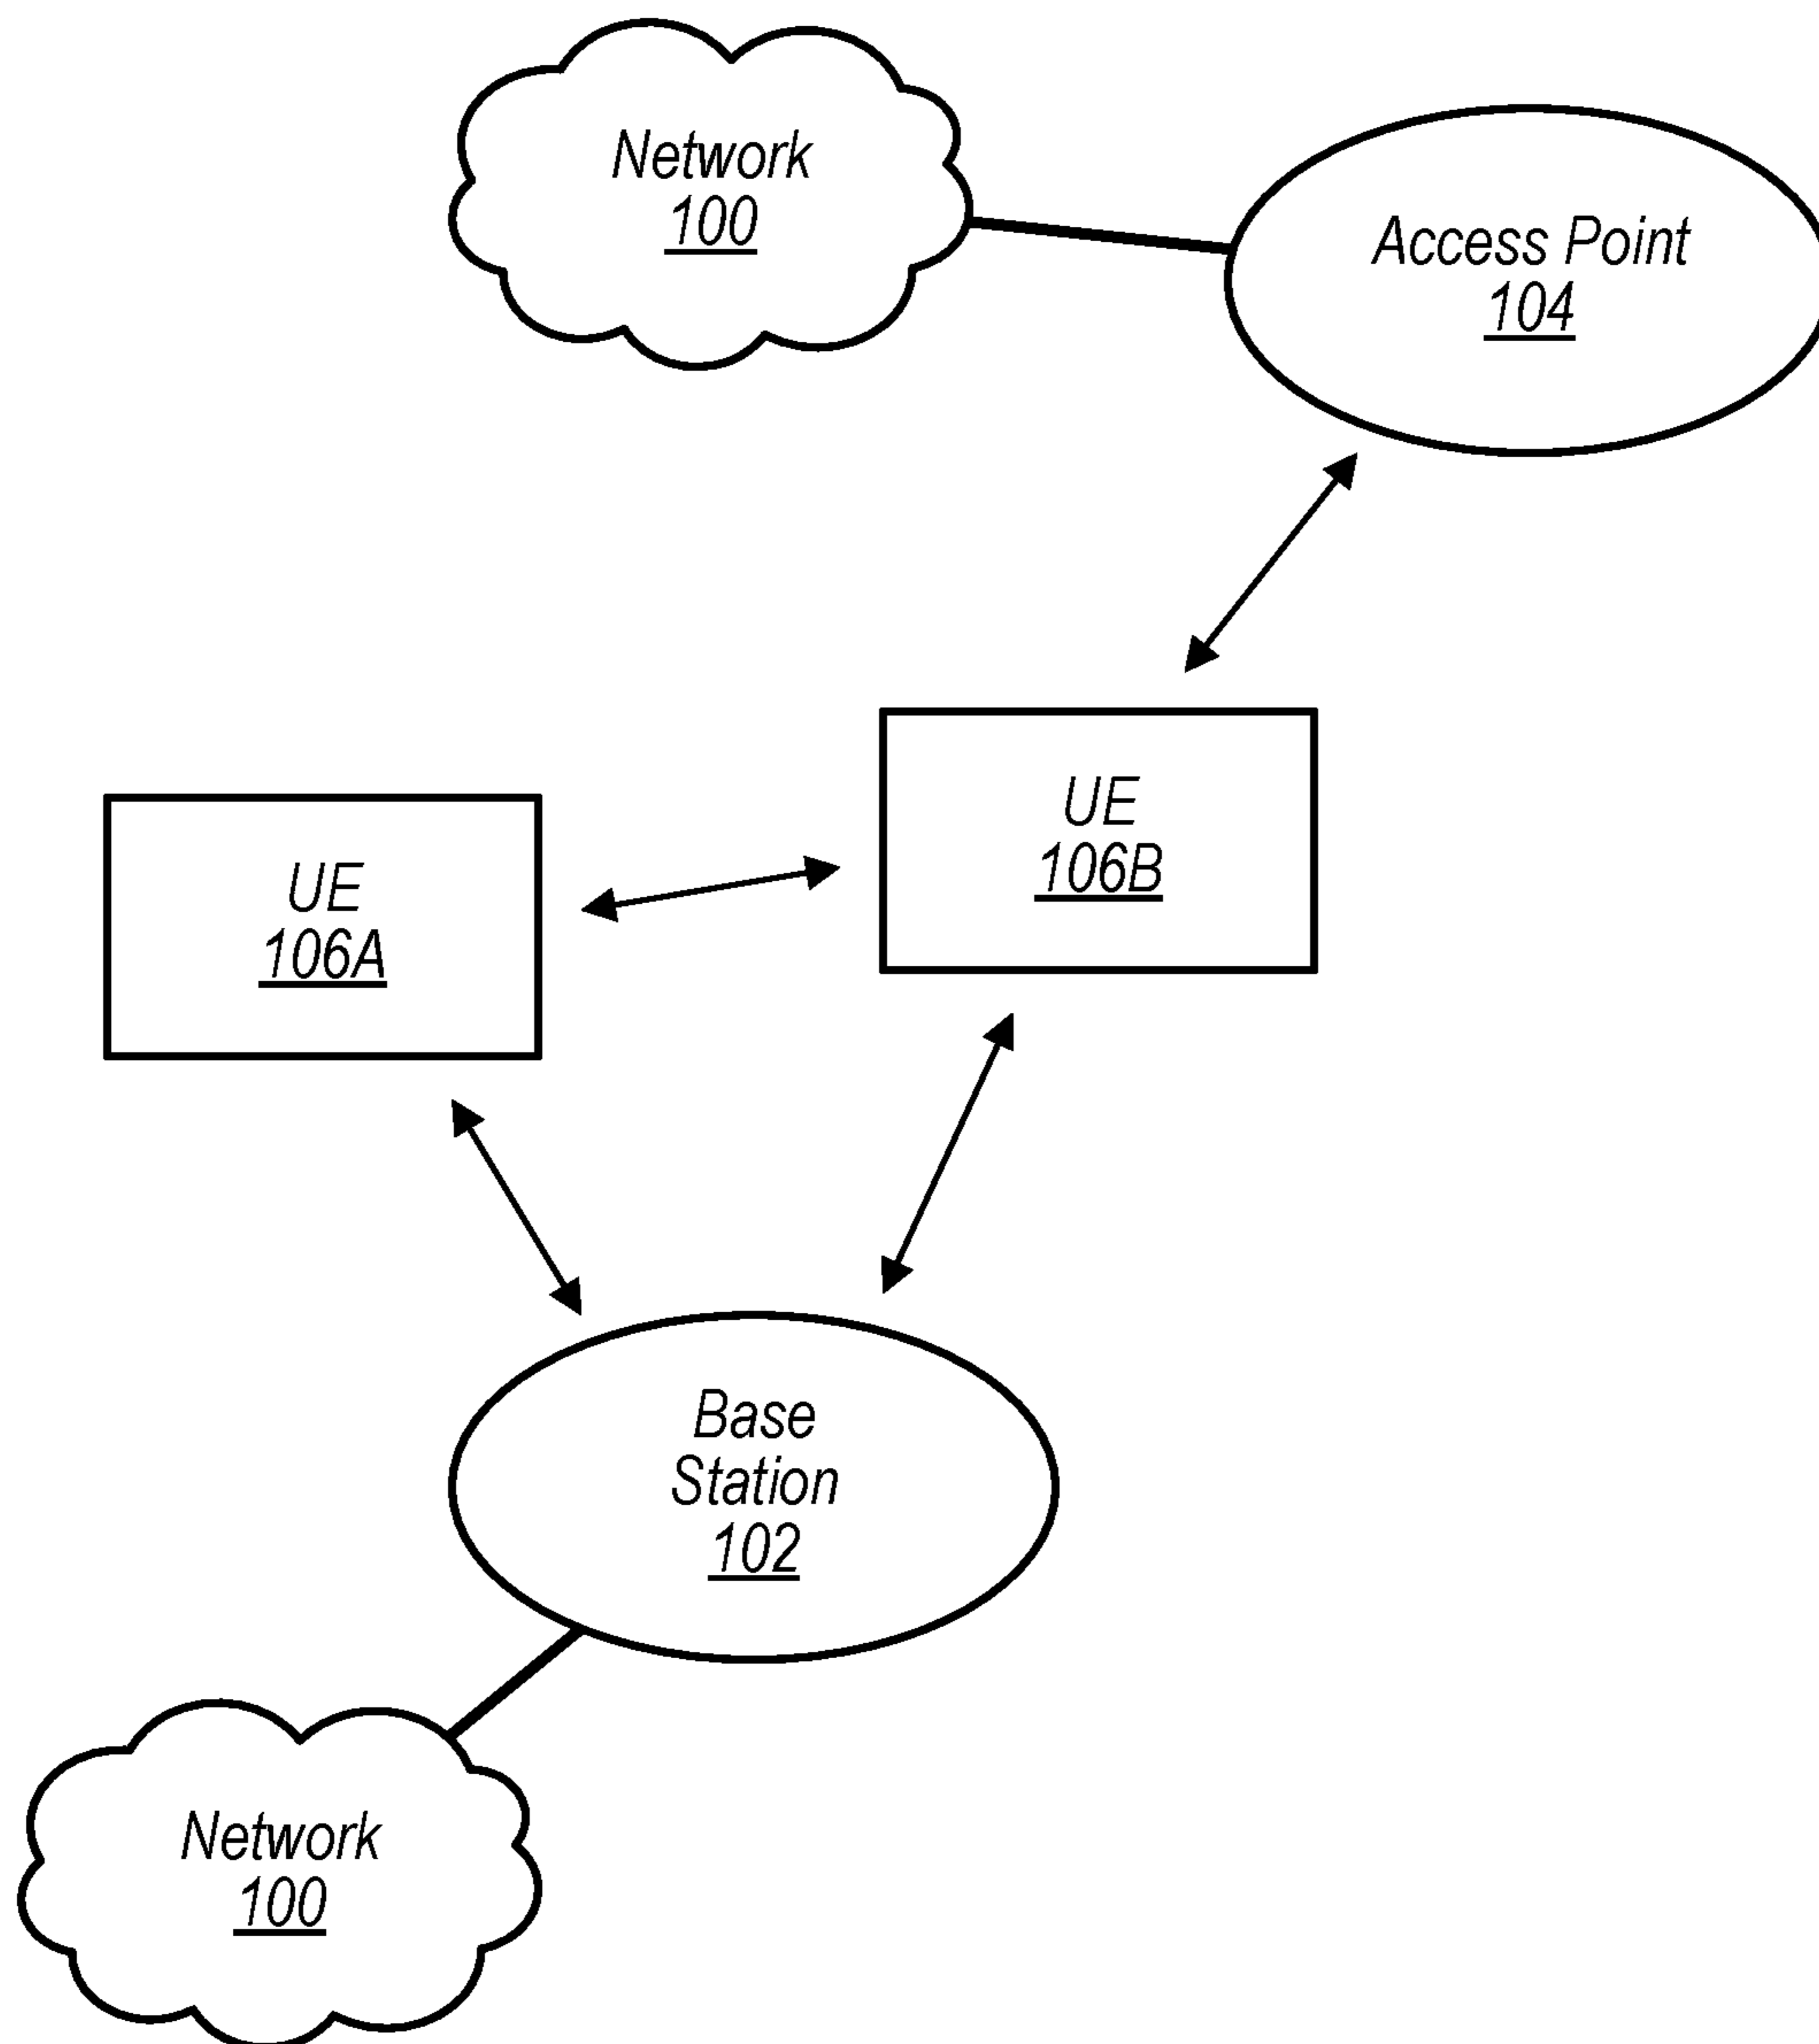 Network
100
Access Point
104
UE
106B
UE
106A
Base
Station
102
Network
100